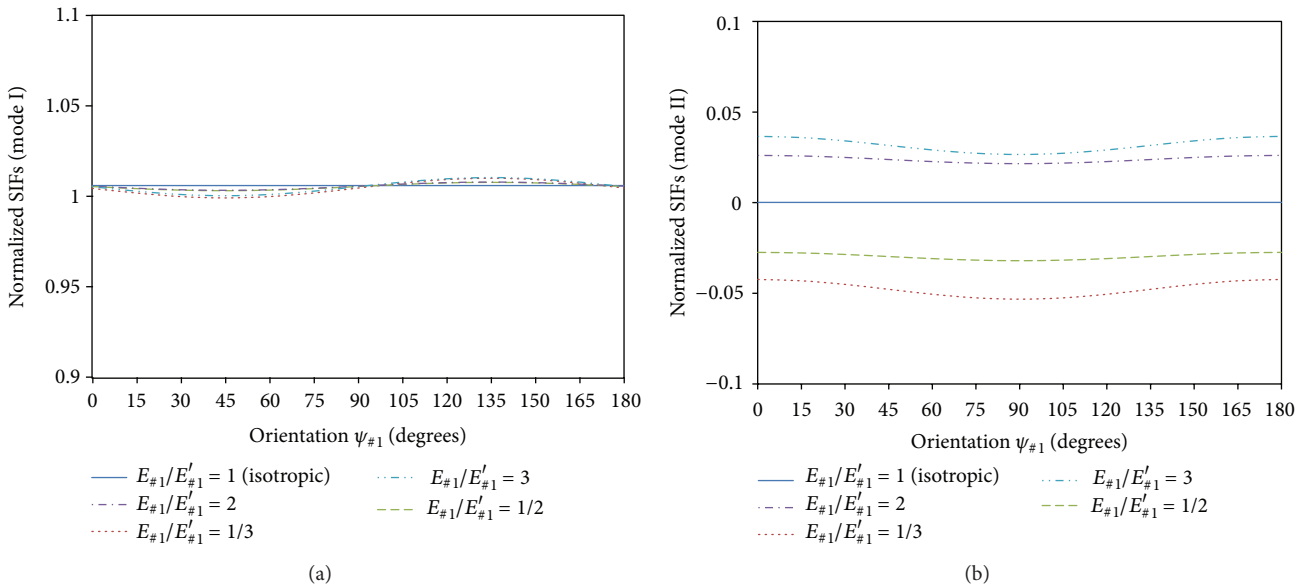 Normalized SIFs (mode I)
1.1
1.05
1
0.95
0.9
0 15 30 45 60 75 90 105 120 135 150 165 180
Orientation ψ#1 (degrees)
E#1/E′#1 = 1 (isotropic)
E#1/E′#1 = 2
E#1/E′#1 = 1/3
E#1/E′#1 = 3
E#1/E′#1 = 1/2
(a)
Normalized SIFs (mode II)
0.1
0.05
0
−0.05
−0.1
0 15 30 45 60 75 90 105 120 135 150 165 180
Orientation ψ#1 (degrees)
E#1/E′#1 = 1 (isotropic)
E#1/E′#1 = 2
E#1/E′#1 = 1/3
E#1/E′#1 = 3
E#1/E′#1 = 1/2
(b)